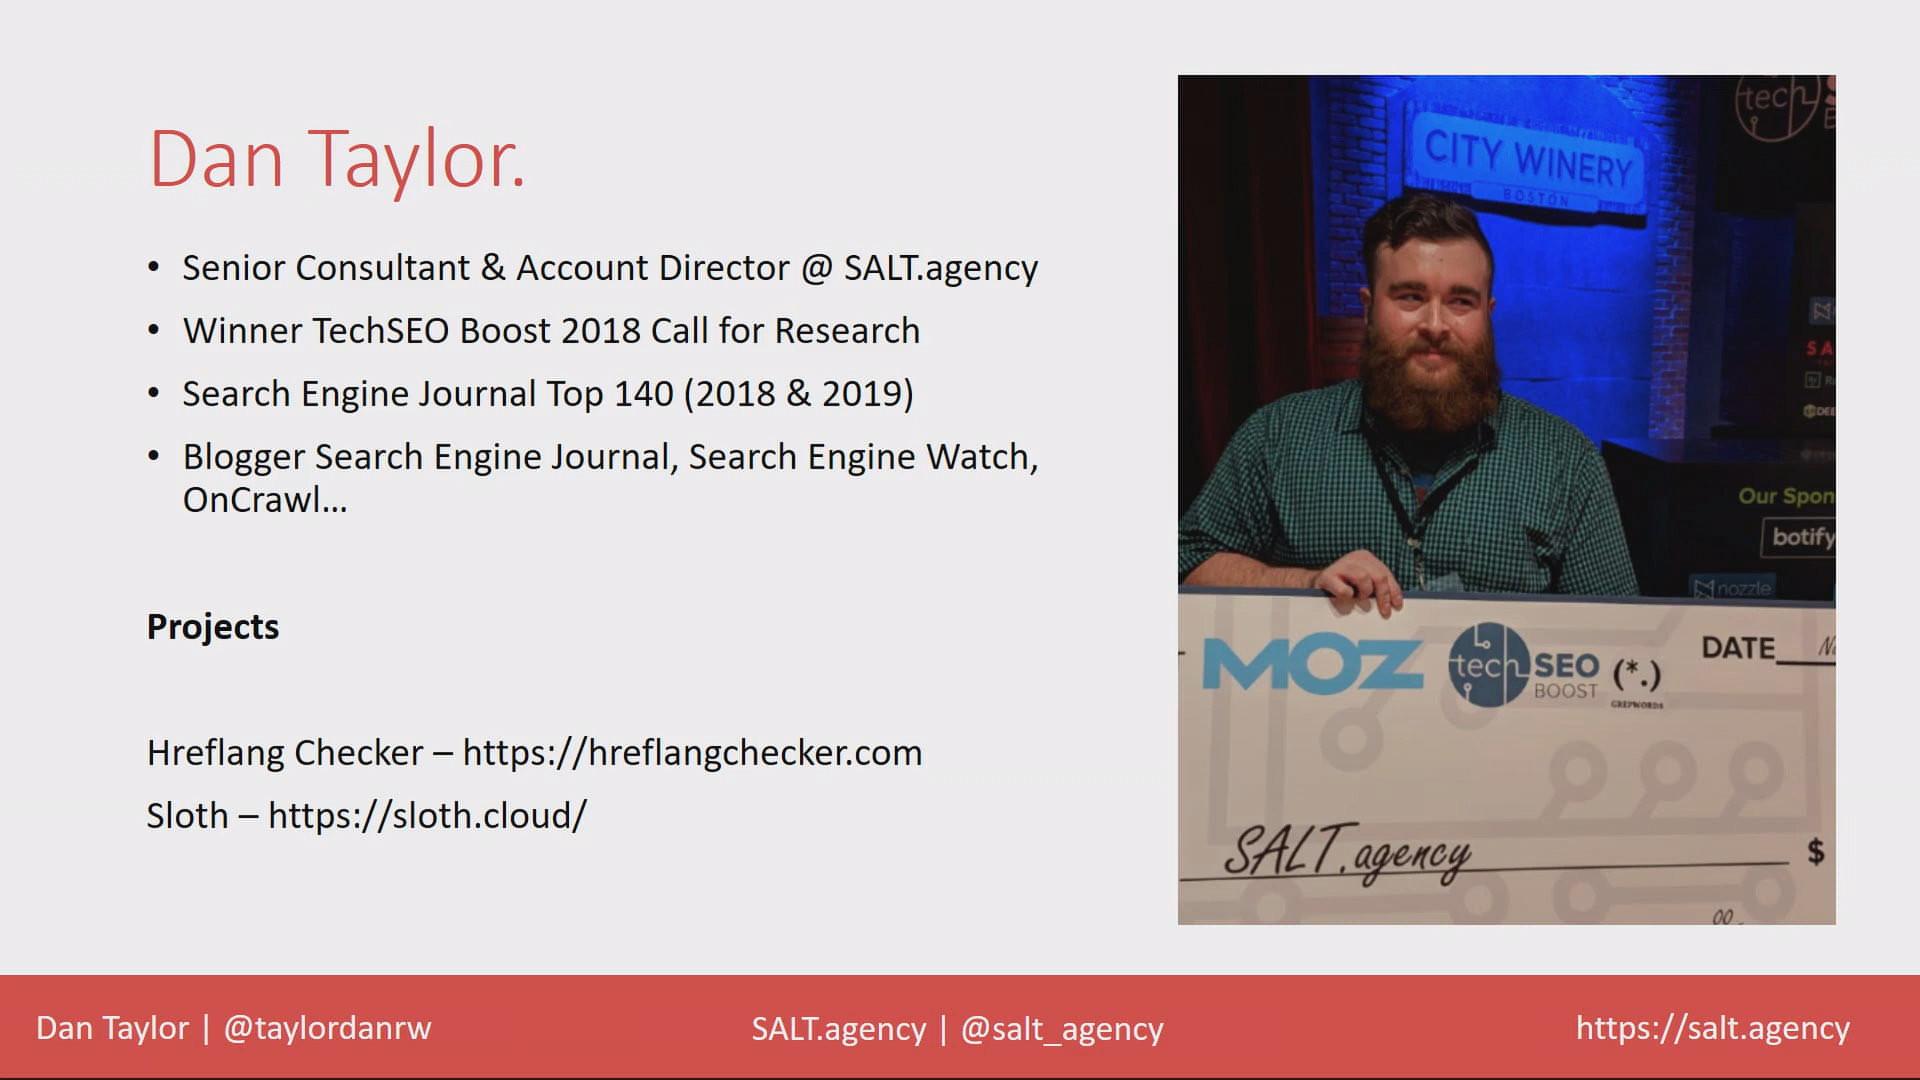 Dan Taylor.
• Senior Consultant & Account Director @ SALT.agency
• Winner TechSEO Boost 2018 Call for Research
• Search Engine Journal Top 140 (2018 & 2019)
• Blogger Search Engine Journal, Search Engine Watch,
OnCrawl...
Projects
Hreflang Checker – https://hreflangchecker.com
Sloth – https://sloth.cloud/
CITY WINERY
BOSTON
tech
Our Spon
botify
nozzle
MOZ
tech SEO
BOOST
(*.)
GREPWORDS
DATE
SALT.agency
$
00
Dan Taylor | @taylordanrw
SALT.agency | @salt_agency
https://salt.agency